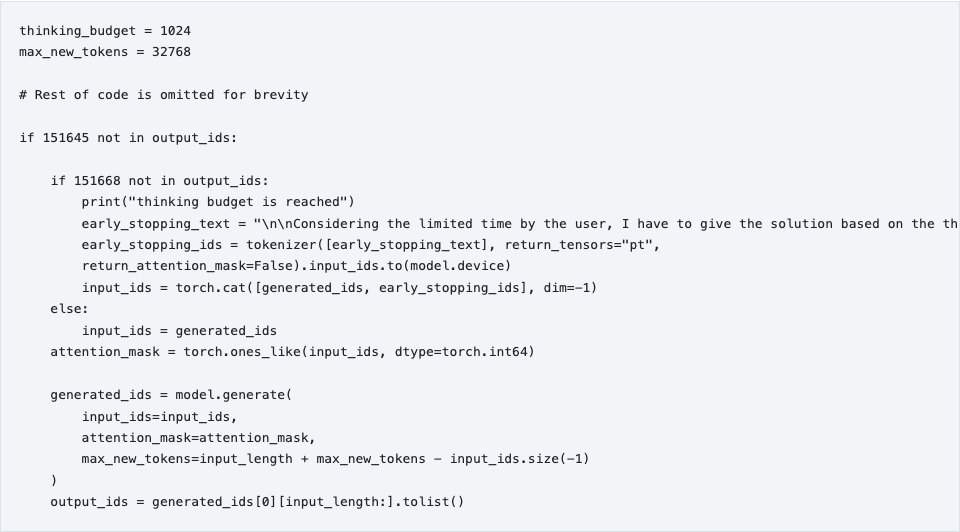 thinking_budget = 1024
max_new_tokens = 32768
# Rest of code is omitted for brevity
if 151645 not in output_ids:
    if 151668 not in output_ids:
        print("thinking budget is reached")
        early_stopping_text = "\n\nConsidering the limited time by the user, I have to give the solution based on the th
        early_stopping_ids = tokenizer([early_stopping_text], return_tensors="pt",
        return_attention_mask=False).input_ids.to(model.device)
        input_ids = torch.cat([generated_ids, early_stopping_ids], dim=-1)
    else:
        input_ids = generated_ids
    attention_mask = torch.ones_like(input_ids, dtype=torch.int64)
    generated_ids = model.generate(
        input_ids=input_ids,
        attention_mask=attention_mask,
        max_new_tokens=input_length + max_new_tokens - input_ids.size(-1)
    )
    output_ids = generated_ids[0][input_length:].tolist()